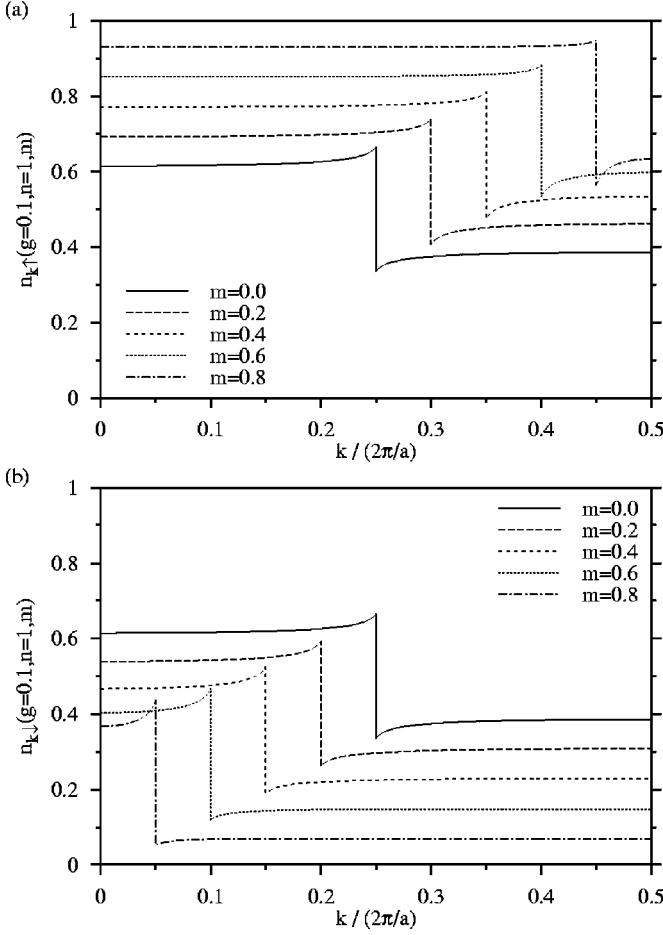 (a)
1
0.8
0.6
0.4
0.2
0
n_k↑(g=0.1,n=1,m)
m=0.0
m=0.2
m=0.4
m=0.6
m=0.8
0 0.1 0.2 0.3 0.4 0.5
k / (2π/a)
(b)
1
0.8
0.6
0.4
0.2
0
n_k↓(g=0.1,n=1,m)
m=0.0
m=0.2
m=0.4
m=0.6
m=0.8
0 0.1 0.2 0.3 0.4 0.5
k / (2π/a)